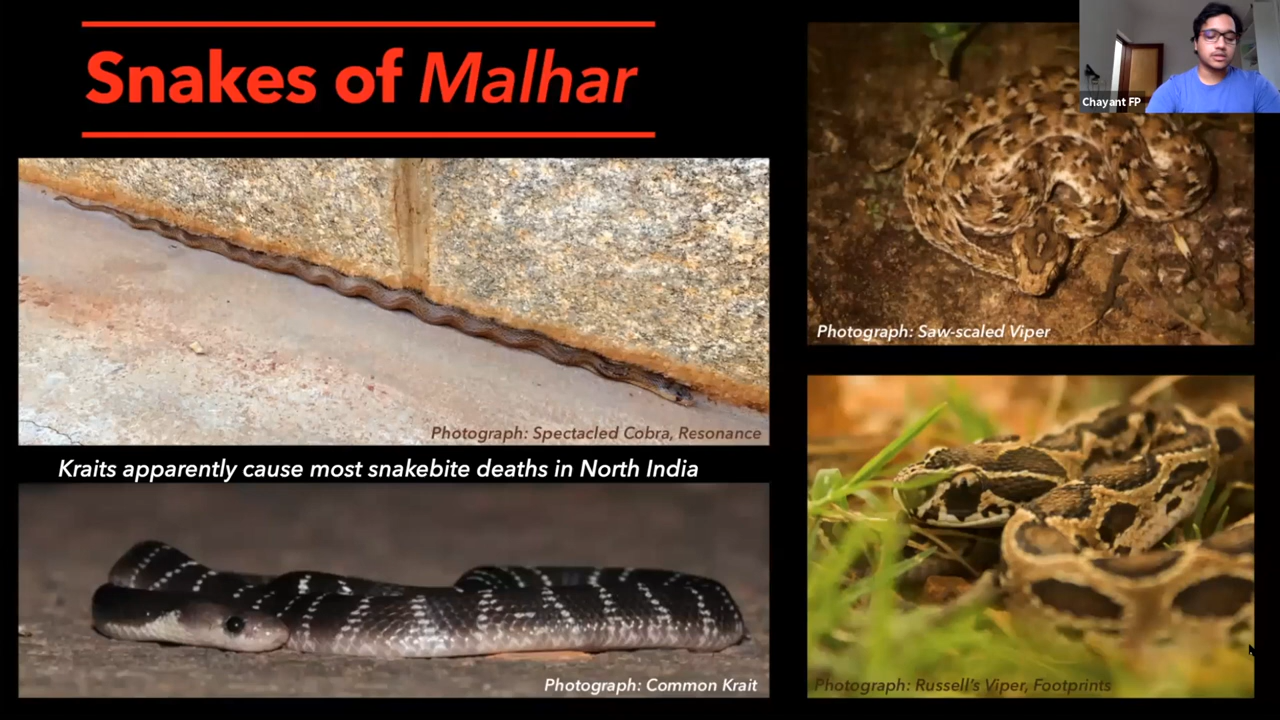 Snakes of Malhar
Chayant FP
Photograph: Saw-scaled Viper
Photograph: Spectacled Cobra, Resonance
Kraits apparently cause most snakebite deaths in North India
Photograph: Common Krait
Photograph: Russell's Viper, Footprints